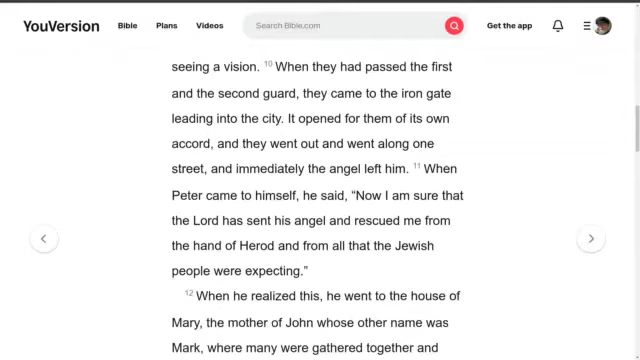 YouVersion Bible Plans Videos Search Bible.com Get the app
seeing a vision. 10 When they had passed the first
and the second guard, they came to the iron gate
leading into the city. It opened for them of its own
accord, and they went out and went along one
street, and immediately the angel left him. 11 When
Peter came to himself, he said, “Now I am sure that
the Lord has sent his angel and rescued me from
the hand of Herod and from all that the Jewish
people were expecting.”
12 When he realized this, he went to the house of
Mary, the mother of John whose other name was
Mark, where many were gathered together and